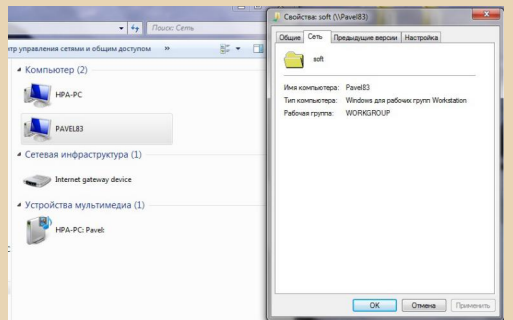 Поиск: Сеть
тр управления сетями и общим доступом »
Компьютер (2)
HPA-PC
PAVEL83
Сетевая инфраструктура (1)
Internet gateway device
Устройства мультимедиа (1)
HPA-PC: Pavel:
Свойства: soft (\\Pavel83)
Общие Сеть Предыдущие версии Настройка
soft
Имя компьютера: Pavel83
Тип компьютера: Windows для рабочих групп Workstation
Рабочая группа: WORKGROUP
OK Отмена Применить